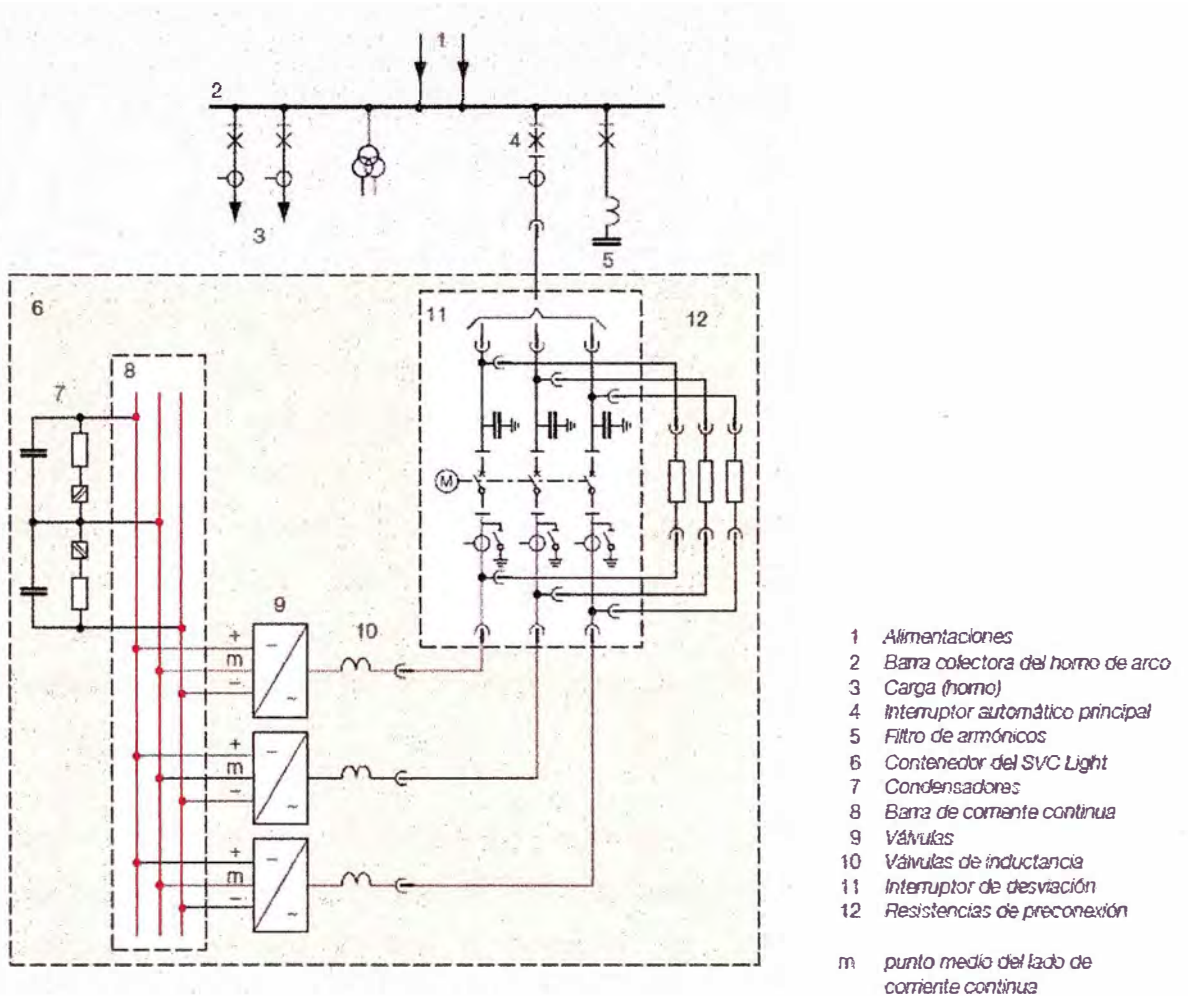 1
2
4
3
5
6
11
12
8
7
M
9
10
+
m
−
−
~
+
m
−
−
~
+
m
−
−
~
1 Alimentaciones
2 Barra colectora del horno de arco
3 Carga (horno)
4 Interruptor automático principal
5 Filtro de armónicos
6 Contenedor del SVC Light
7 Condensadores
8 Barra de corriente continua
9 Válvulas
10 Válvulas de inductancia
11 Interruptor de desviación
12 Resistencias de preconexión
m punto medio del lado de
corriente continua